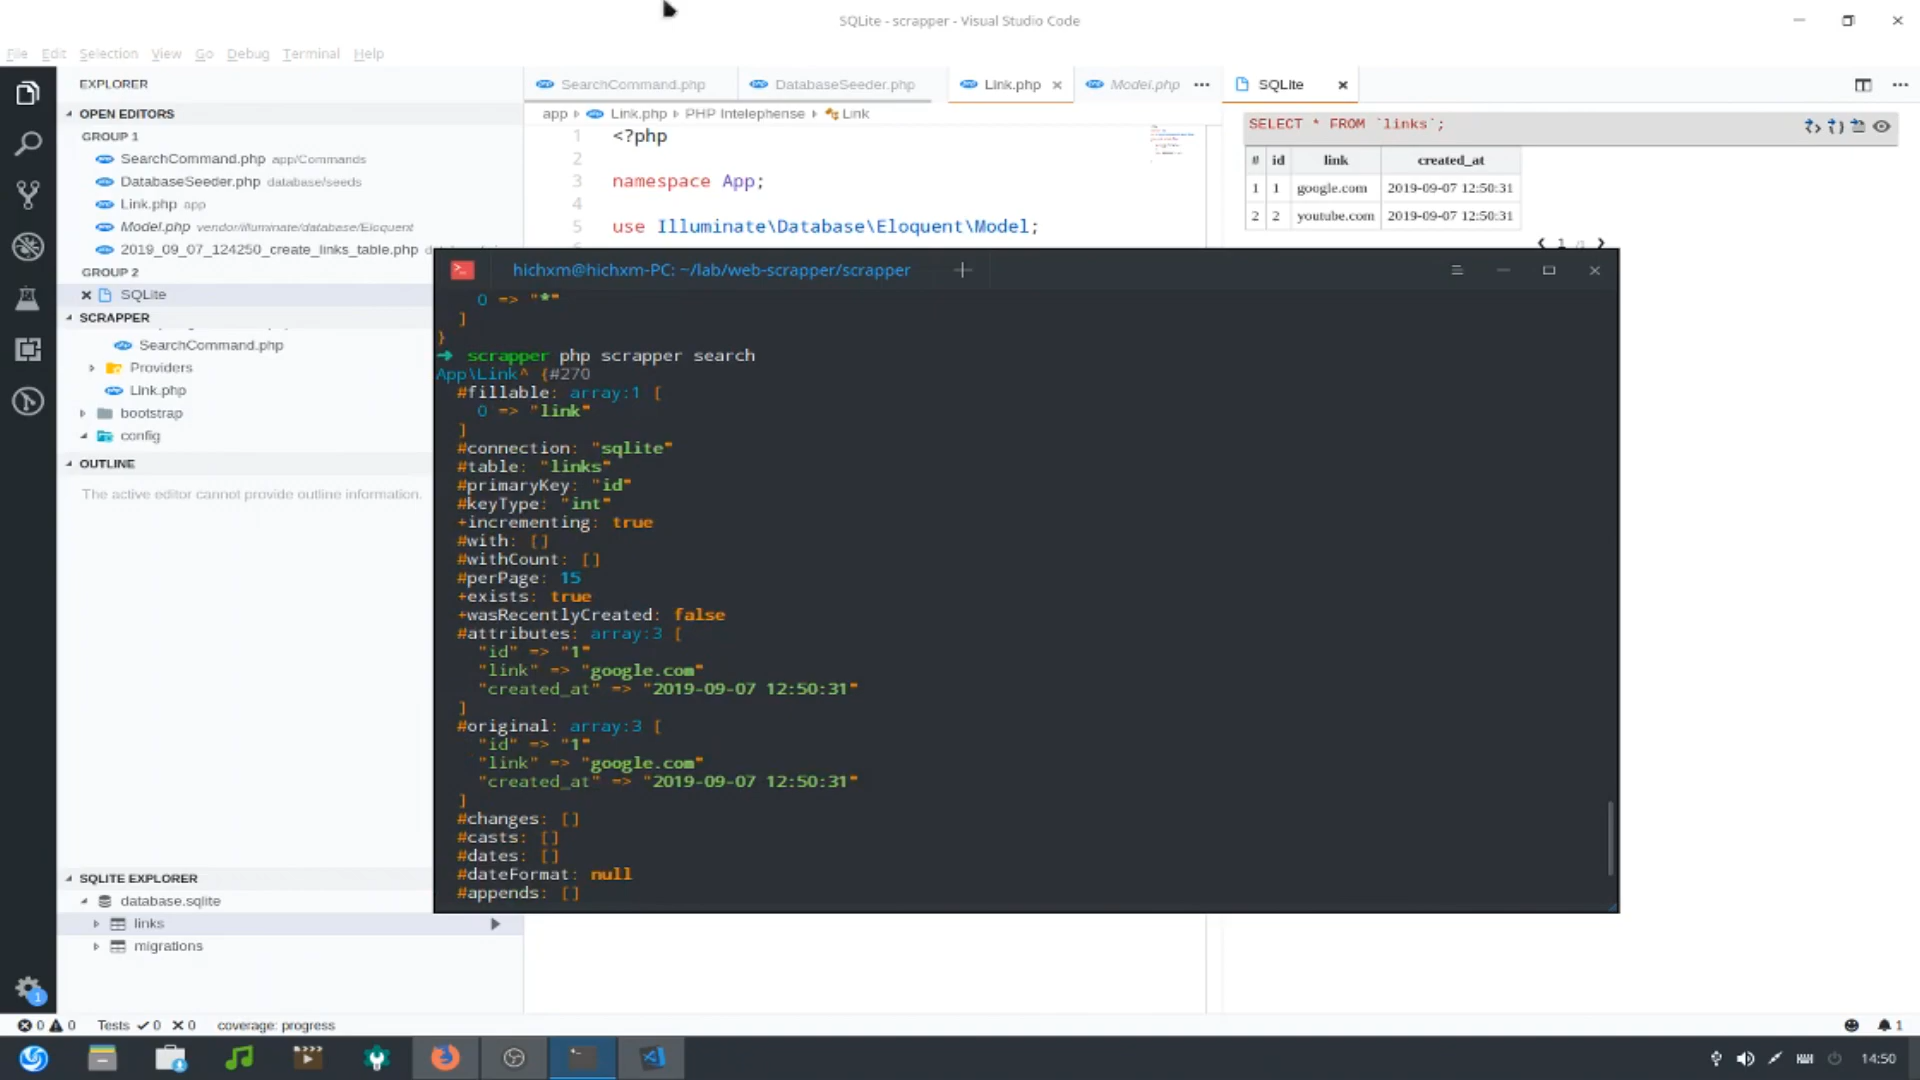 SQLite - scrapper - Visual Studio Code
File Edit Selection View Go Debug Terminal Help
EXPLORER
OPEN EDITORS
GROUP 1
SearchCommand.php app/Commands
DatabaseSeeder.php database/seeds
Link.php app
Model.php vendor/illuminate/database/Eloquent
2019_09_07_124250_create_links_table.php
GROUP 2
SQLite
SCRAPPER
SearchCommand.php
Providers
Link.php
bootstrap
config
OUTLINE
The active editor cannot provide outline information.
SQLITE EXPLORER
database.sqlite
links
migrations
SearchCommand.php DatabaseSeeder.php Link.php Model.php
app Link.php PHP Intelephense Link
1 <?php
2
3 namespace App;
4
5 use Illuminate\Database\Eloquent\Model;
SQLite
SELECT * FROM `links`;
# id link created_at
1 1 google.com 2019-09-07 12:50:31
2 2 youtube.com 2019-09-07 12:50:31
1
hichxm@hichxm-PC: ~/lab/web-scrapper/scrapper
0 => "*"
]
}
➜ scrapper php scrapper search
App\Link^ {#270
#fillable: array:1 [
0 => "link"
]
#connection: "sqlite"
#table: "links"
#primaryKey: "id"
#keyType: "int"
+incrementing: true
#with: []
#withCount: []
#perPage: 15
+exists: true
+wasRecentlyCreated: false
#attributes: array:3 [
"id" => "1"
"link" => "google.com"
"created_at" => "2019-09-07 12:50:31"
]
#original: array:3 [
"id" => "1"
"link" => "google.com"
"created_at" => "2019-09-07 12:50:31"
]
#changes: []
#casts: []
#dates: []
#dateFormat: null
#appends: []
1
0 0 Tests 0 0 coverage: progress
1
14:50